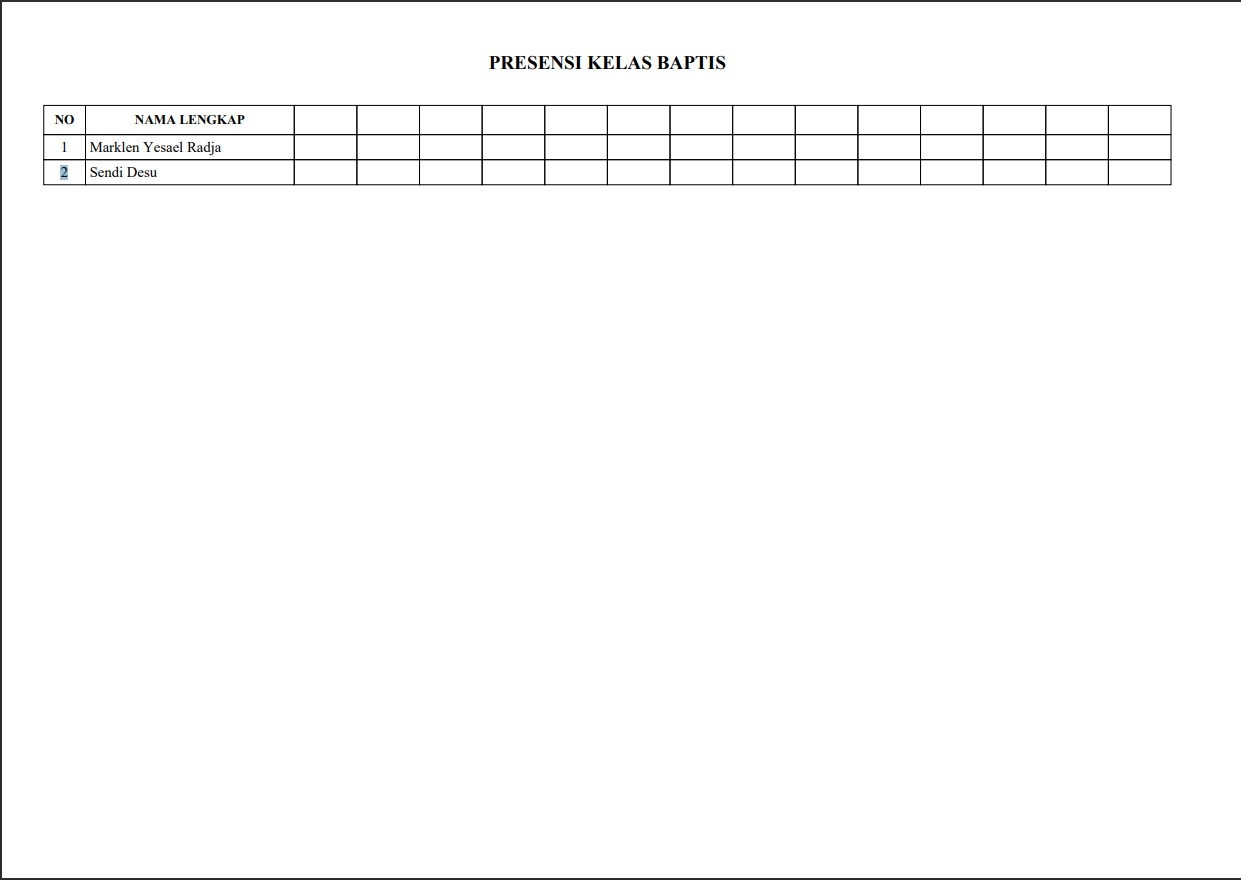 PRESENSI KELAS BAPTIS
NO NAMA LENGKAP
1 Marklen Yesael Radja
2 Sendi Desu